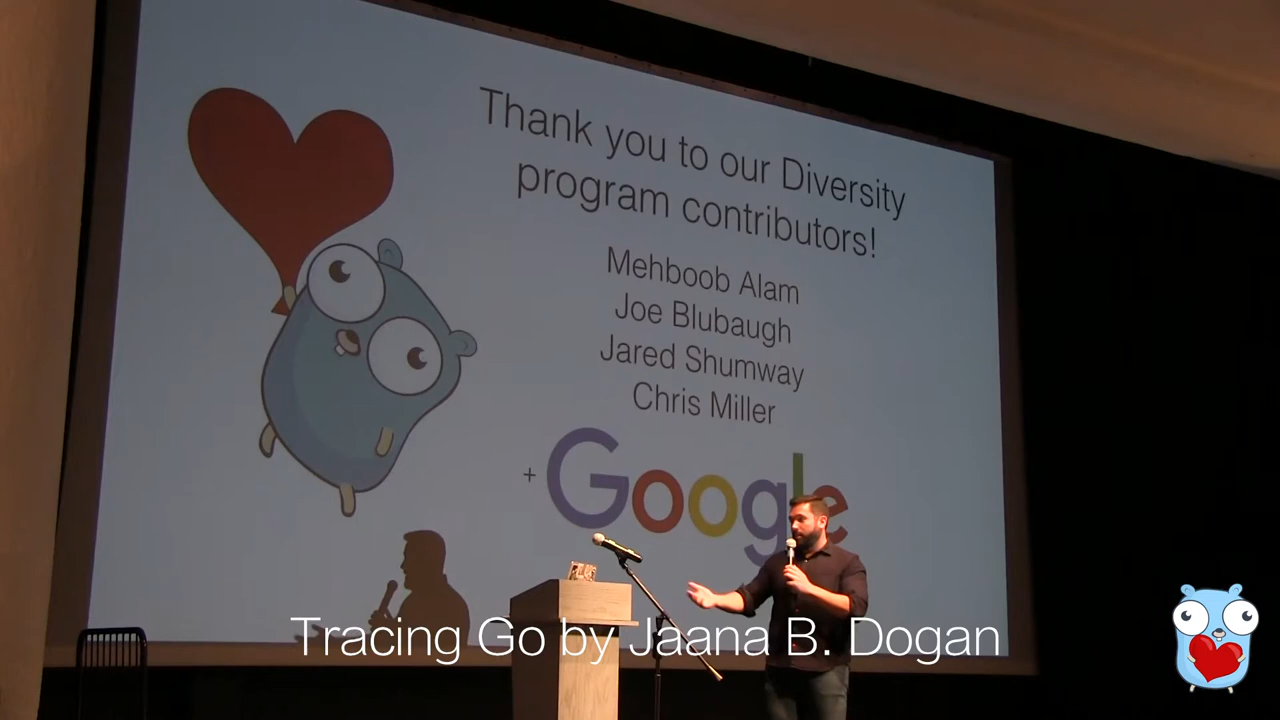 Thank you to our Diversity
program contributors!
Mehboob Alam
Joe Blubaugh
Jared Shumway
Chris Miller
+ Google
Tracing Go by Jaana B. Dogan